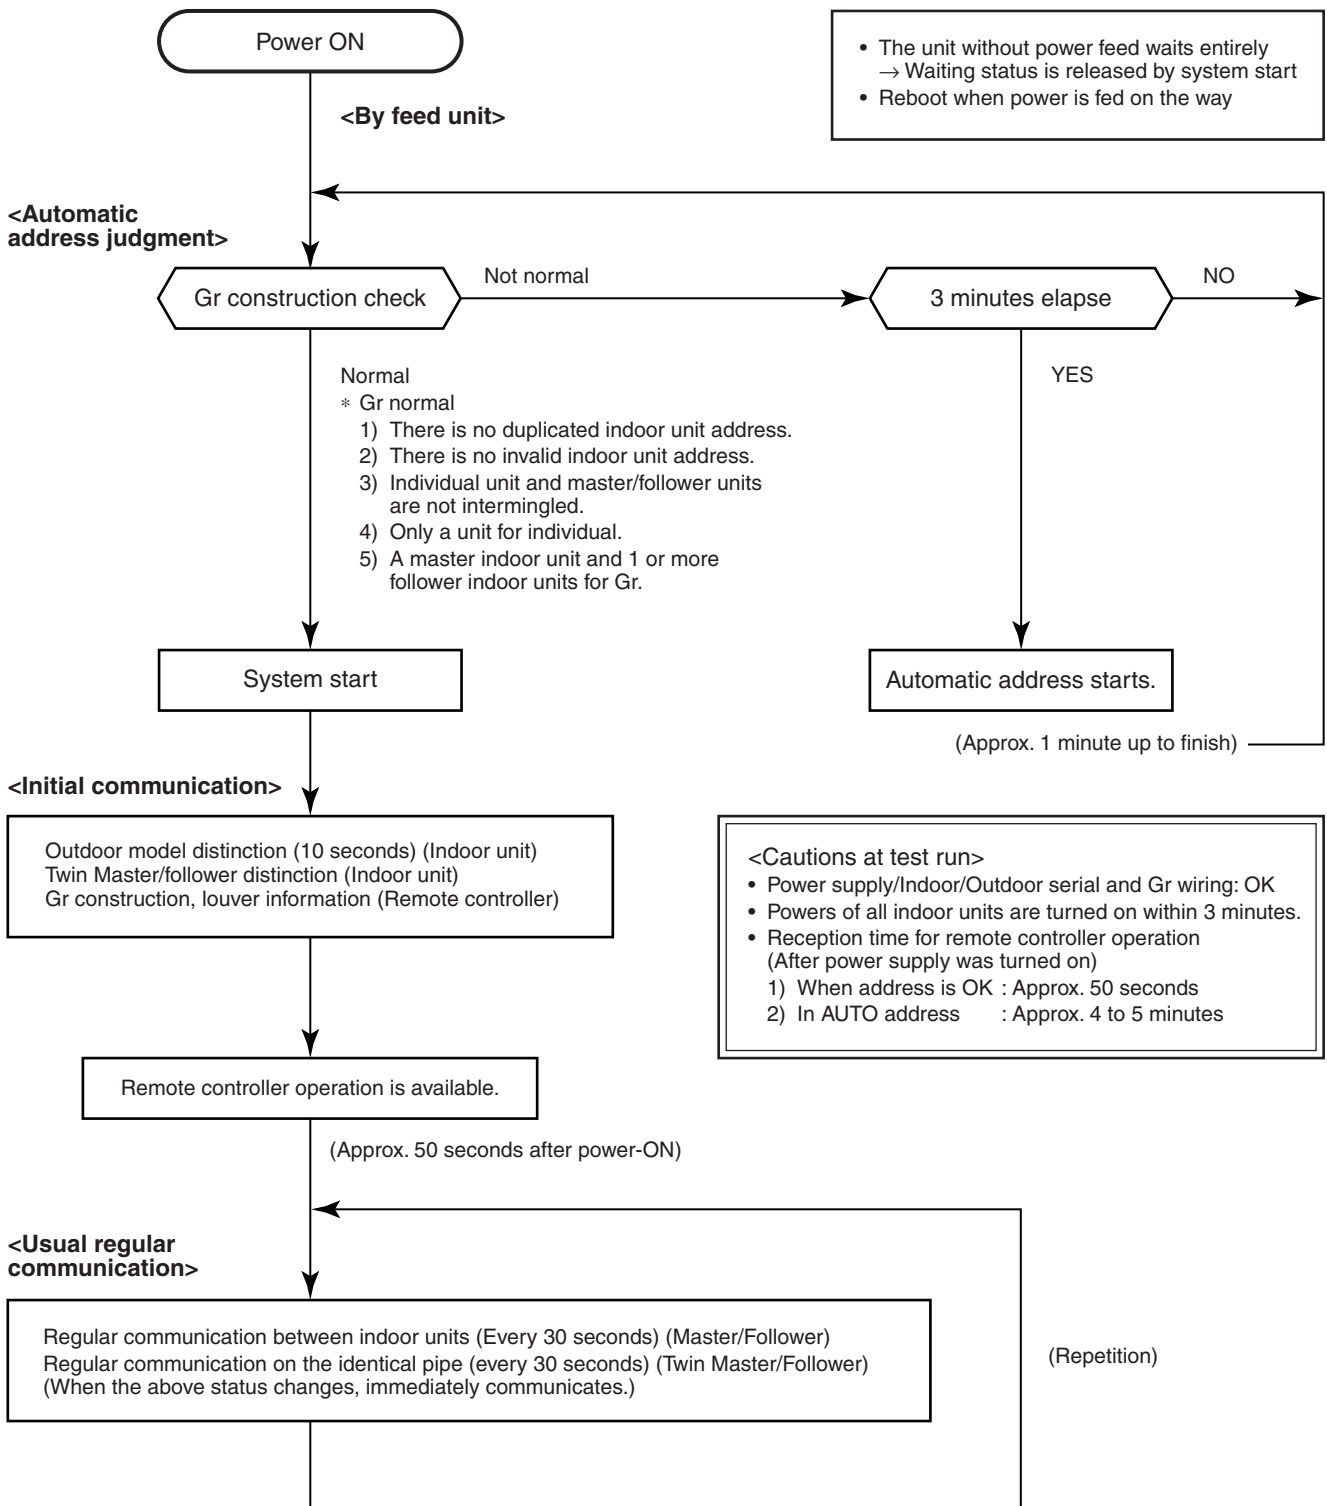 Power ON
• The unit without power feed waits entirely
→ Waiting status is released by system start
• Reboot when power is fed on the way
<By feed unit>
<Automatic
address judgment>
Gr construction check
Not normal
3 minutes elapse
NO
Normal
* Gr normal
1) There is no duplicated indoor unit address.
2) There is no invalid indoor unit address.
3) Individual unit and master/follower units
are not intermingled.
4) Only a unit for individual.
5) A master indoor unit and 1 or more
follower indoor units for Gr.
YES
System start
Automatic address starts.
(Approx. 1 minute up to finish)
<Initial communication>
Outdoor model distinction (10 seconds) (Indoor unit)
Twin Master/follower distinction (Indoor unit)
Gr construction, louver information (Remote controller)
<Cautions at test run>
• Power supply/Indoor/Outdoor serial and Gr wiring: OK
• Powers of all indoor units are turned on within 3 minutes.
• Reception time for remote controller operation
(After power supply was turned on)
1) When address is OK : Approx. 50 seconds
2) In AUTO address : Approx. 4 to 5 minutes
Remote controller operation is available.
(Approx. 50 seconds after power-ON)
<Usual regular
communication>
Regular communication between indoor units (Every 30 seconds) (Master/Follower)
Regular communication on the identical pipe (every 30 seconds) (Twin Master/Follower)
(When the above status changes, immediately communicates.)
(Repetition)